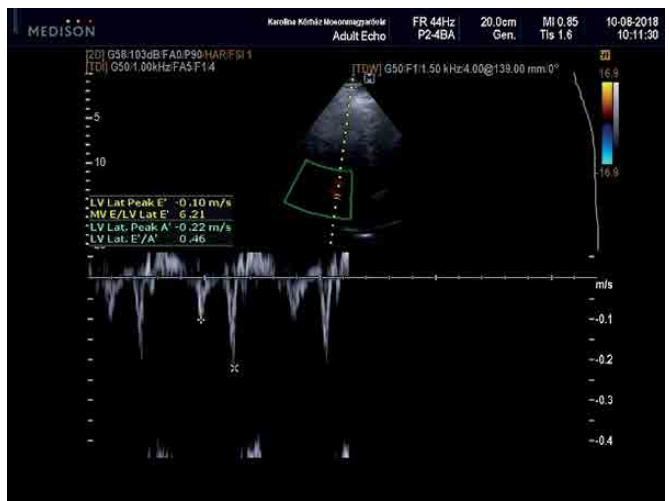 MEDISON
Karolina Kórház Mosonmagyaróvár
Adult Echo
FR 44Hz
P2-4BA
20.0cm
Gen.
MI 0.85
TIs 1.6
10-08-2018
10:11:30
[2D] G58/103dB/FA0/P90/HAR/FSI 1
[TDI] G50/1.00kHz/FA5/F1/4
[TDW] G50/F1/1.50 kHz/4.00@139.00 mm/0°
16.9
-16.9
5
10
LV Lat Peak E' -0.10 m/s
MV E/LV Lat E' 6.21
LV Lat. Peak A' -0.22 m/s
LV Lat. E'/A' 0.46
m/s
-0.1
-0.2
-0.3
-0.4